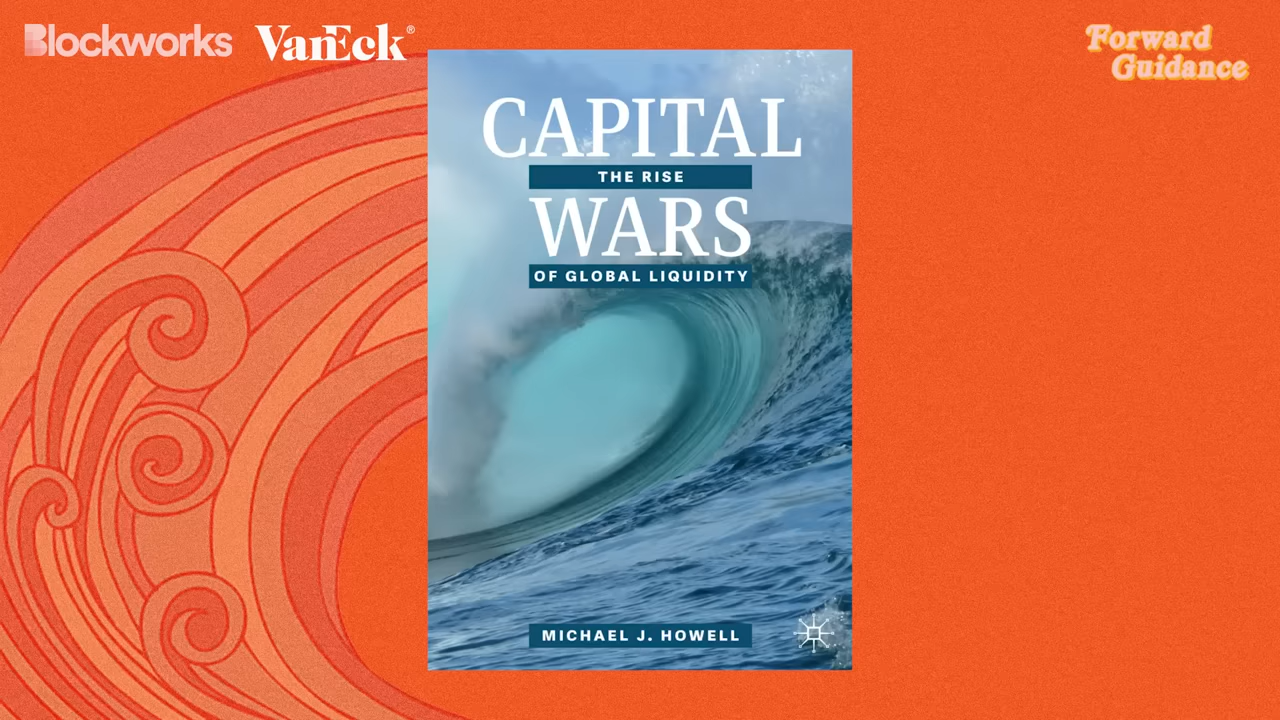 Blockworks
VanEck®
Forward
Guidance
CAPITAL
THE RISE
WARS
OF GLOBAL LIQUIDITY
MICHAEL J. HOWELL